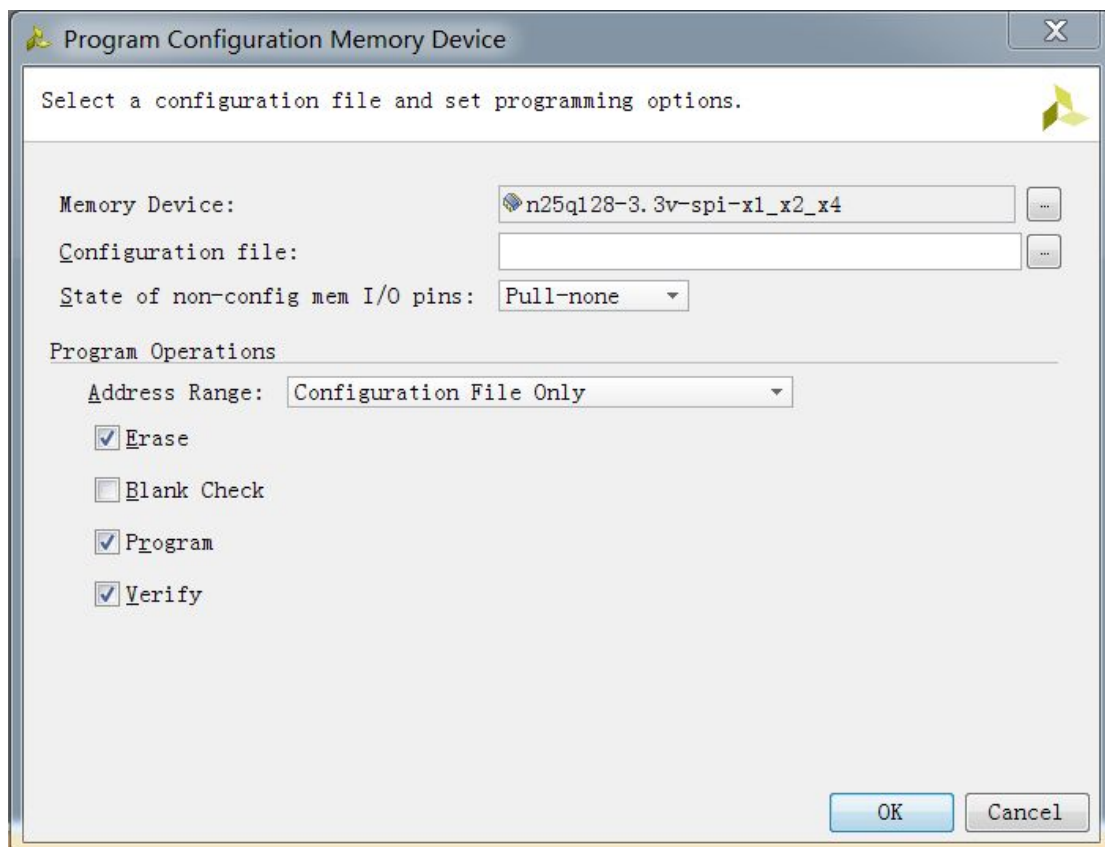 Program Configuration Memory Device
Select a configuration file and set programming options.
Memory Device: n25q128-3.3v-spi-x1_x2_x4 ...
Configuration file: ...
State of non-config mem I/O pins: Pull-none
Program Operations
Address Range: Configuration File Only
Erase
Blank Check
Program
Verify
OK Cancel